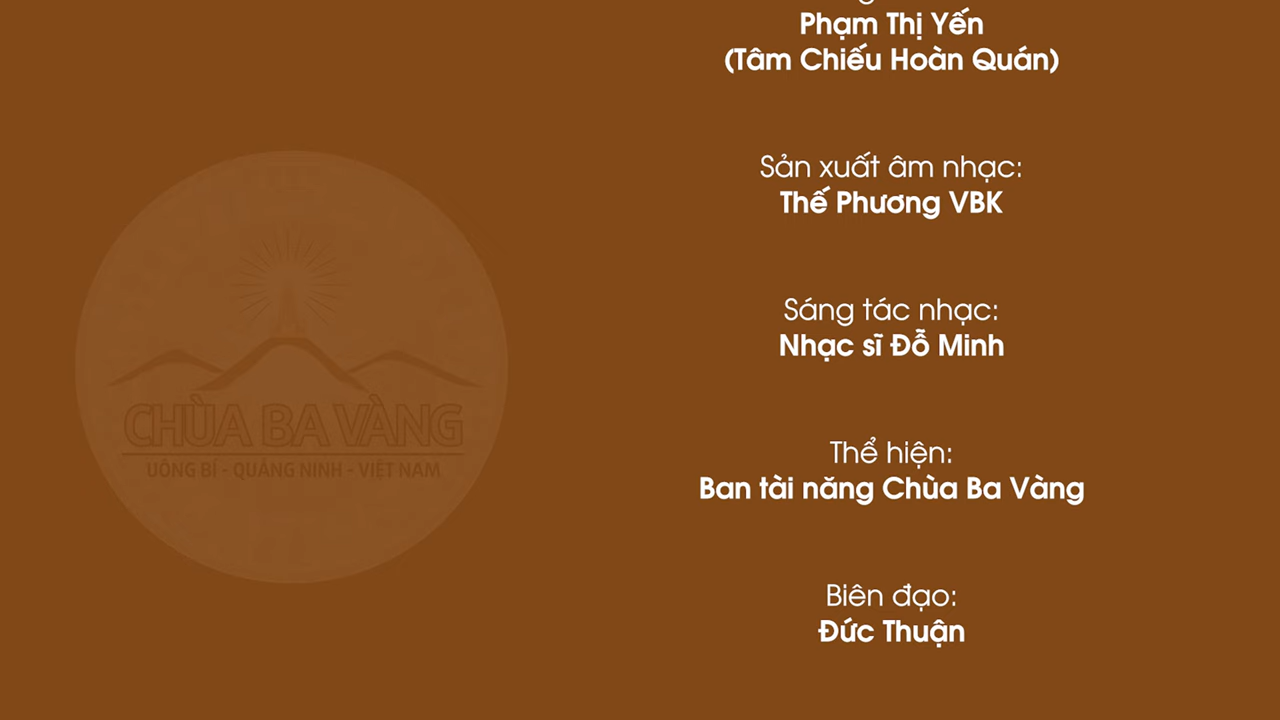 Phạm Thị Yến
(Tâm Chiếu Hoàn Quán)
Sản xuất âm nhạc:
Thế Phương VBK
Sáng tác nhạc:
Nhạc sĩ Đỗ Minh
Thể hiện:
Ban tài năng Chùa Ba Vàng
Biên đạo:
Đức Thuận
CHÙA BA VÀNG
UÔNG BÍ - QUẢNG NINH - VIỆT NAM